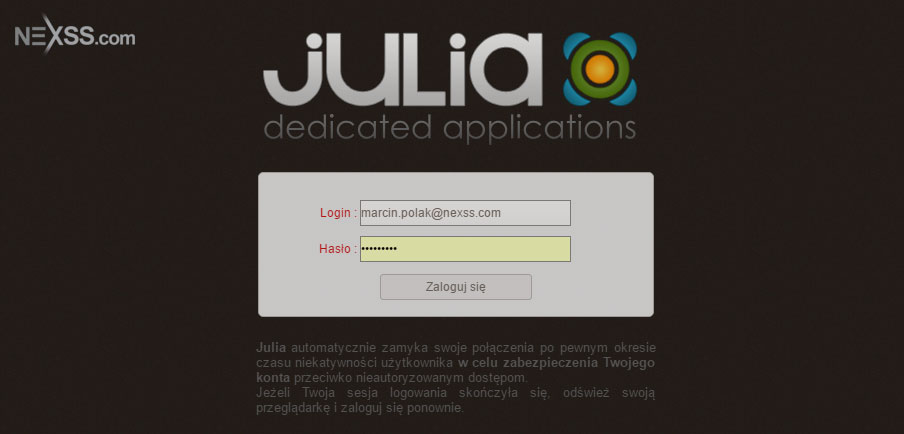 NEXSS.com
JULIA
dedicated applications
Login : marcin.polak@nexss.com
Hasło : •••••••••
Zaloguj się
Julia automatycznie zamyka swoje połączenia po pewnym okresie
czasu niekatywności użytkownika w celu zabezpieczenia Twojego
konta przeciwko nieautoryzowanym dostępom.
Jeżeli Twoja sesja logowania skończyła się, odśwież swoją
przeglądarkę i zaloguj się ponownie.